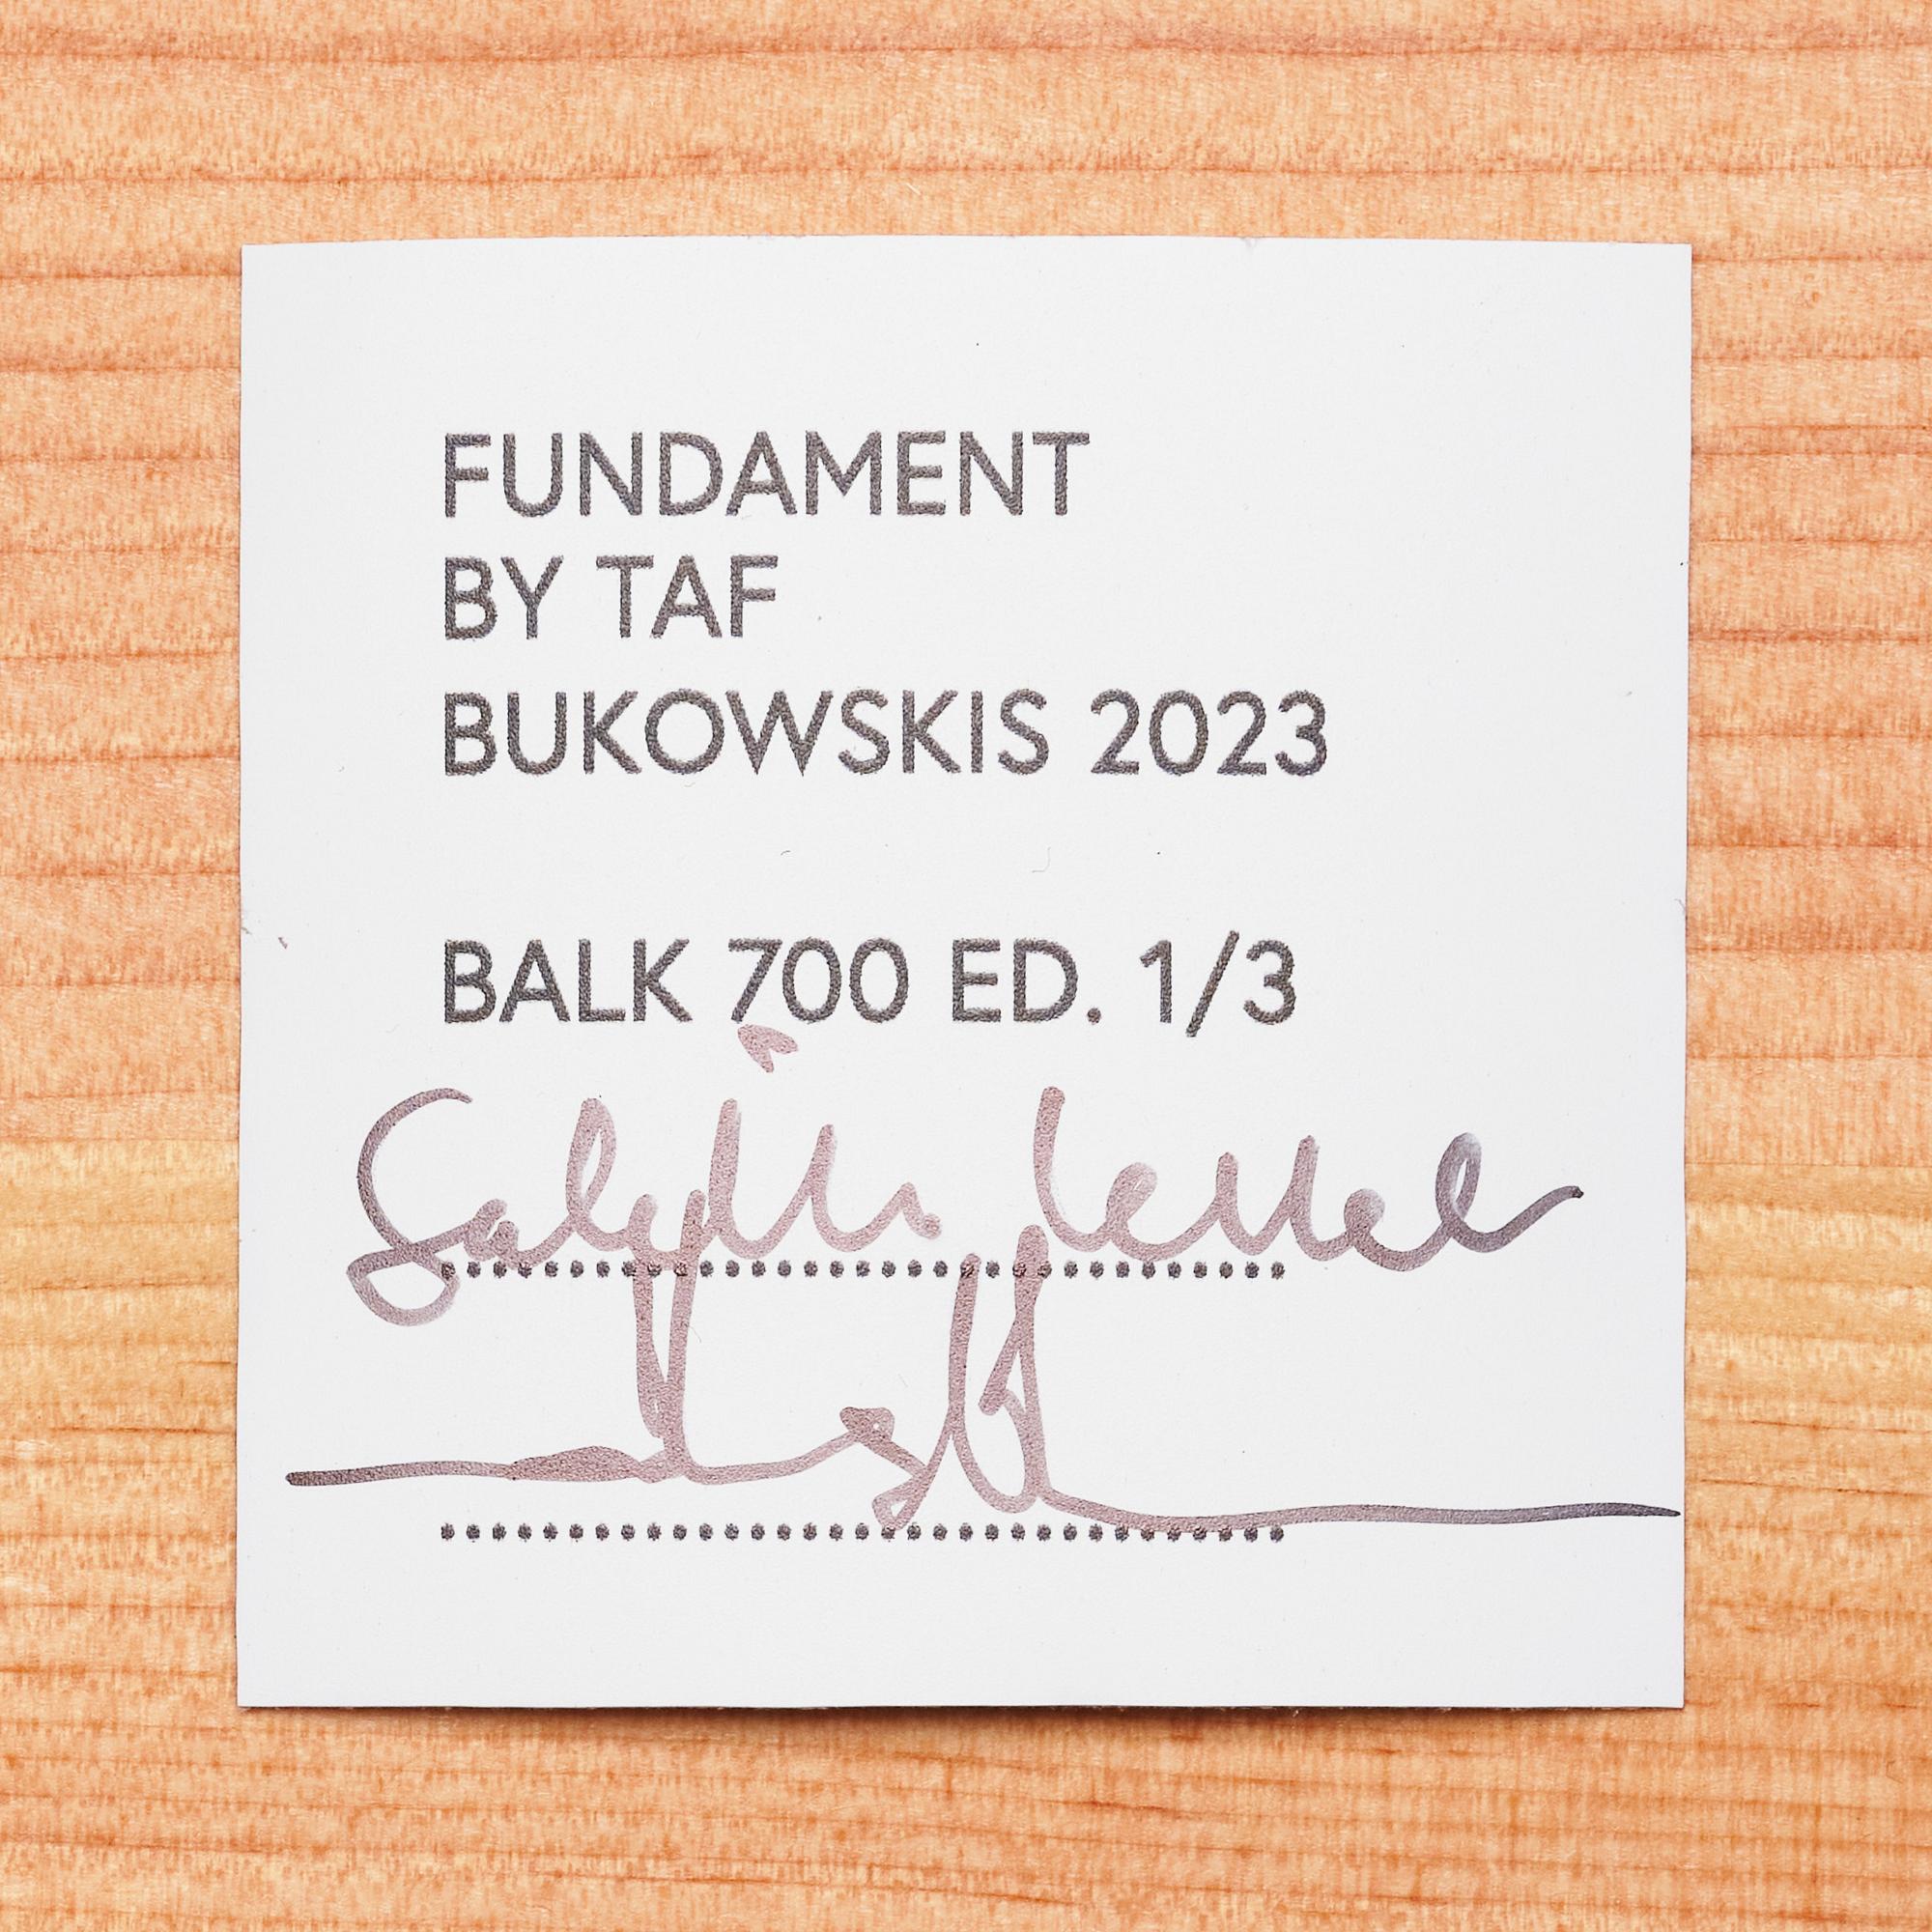 FUNDAMENT
BY TAF
BUKOWSKIS 2023
BALK 700 ED. 1/3